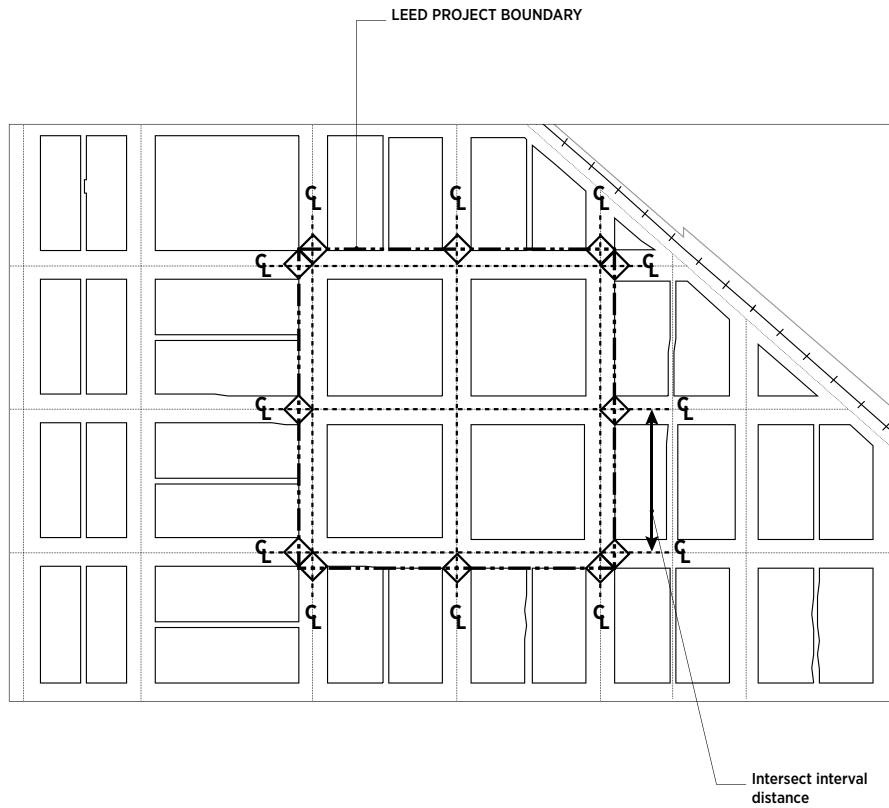 LEED PROJECT BOUNDARY
℄ ℄ ℄
℄ ℄
℄ ℄
℄ ℄
℄ ℄ ℄
Intersect interval
distance